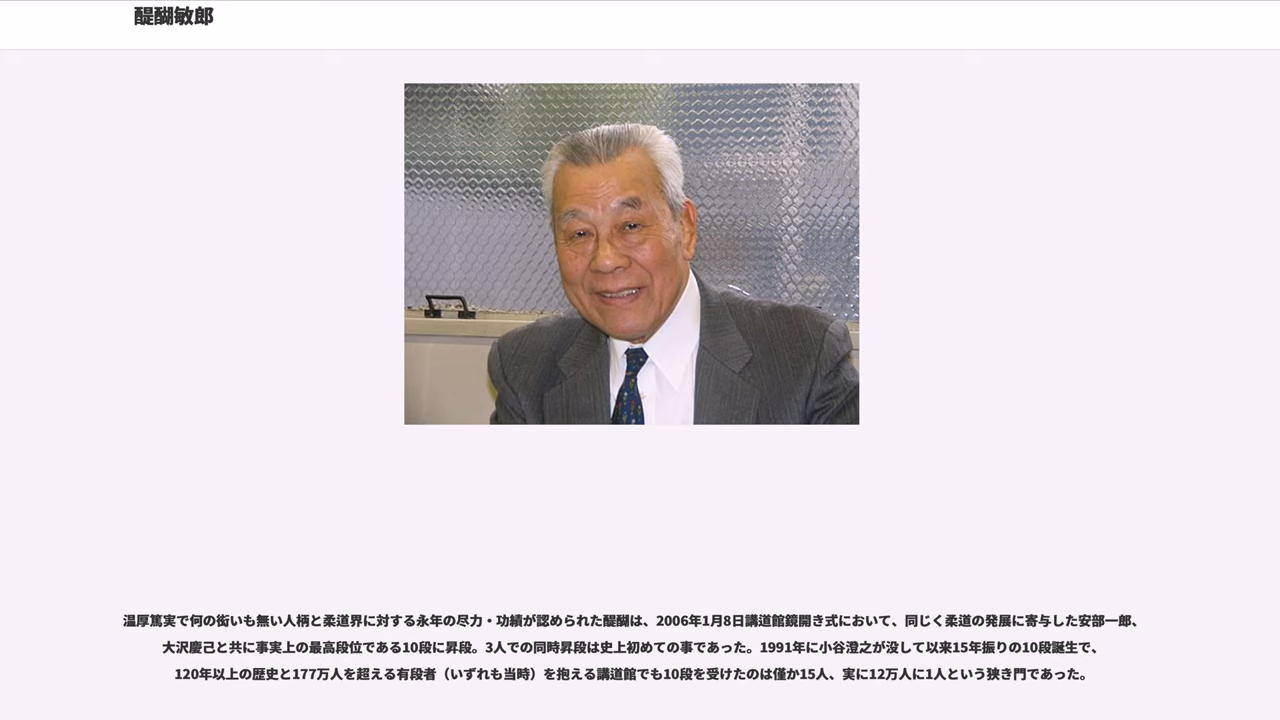 醍醐敏郎
温厚篤実で何の衒いも無い人柄と柔道界に対する永年の尽力・功績が認められた醍醐は、2006年1月8日講道館鏡開き式において、同じく柔道の発展に寄与した安部一郎、
大沢慶己と共に事実上の最高段位である10段に昇段。3人での同時昇段は史上初めての事であった。1991年に小谷澄之が没して以来15年振りの10段誕生で、
120年以上の歴史と177万人を超える有段者（いずれも当時）を抱える講道館でも10段を受けたのは僅か15人、実に12万人に1人という狭き門であった。